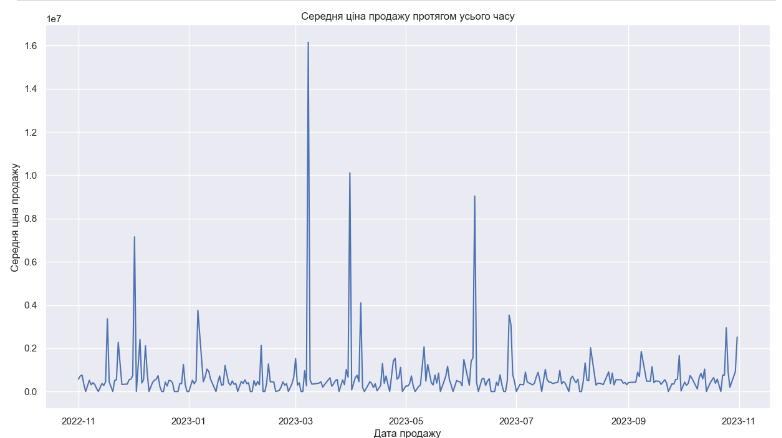 Середня ціна продажу протягом усього часу
1e7
1.6
1.4
1.2
1.0
0.8
0.6
0.4
0.2
0.0
Середня ціна продажу
2022-11 2023-01 2023-03 2023-05 2023-07 2023-09 2023-11
Дата продажу